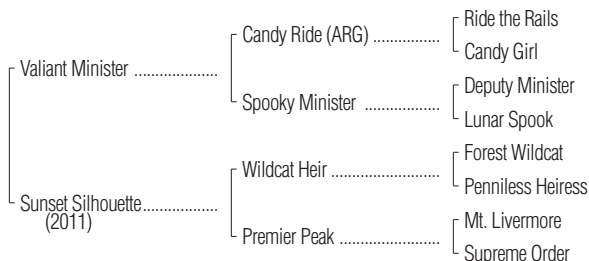 Ride the Rails
Candy Ride (ARG) ................
Candy Girl
Valiant Minister ....................
Deputy Minister
Spooky Minister ..................
Lunar Spook
Forest Wildcat
Wildcat Heir ..........................
Penniless Heiress
Sunset Silhouette..................
(2011)
Mt. Livermore
Premier Peak ........................
Supreme Order